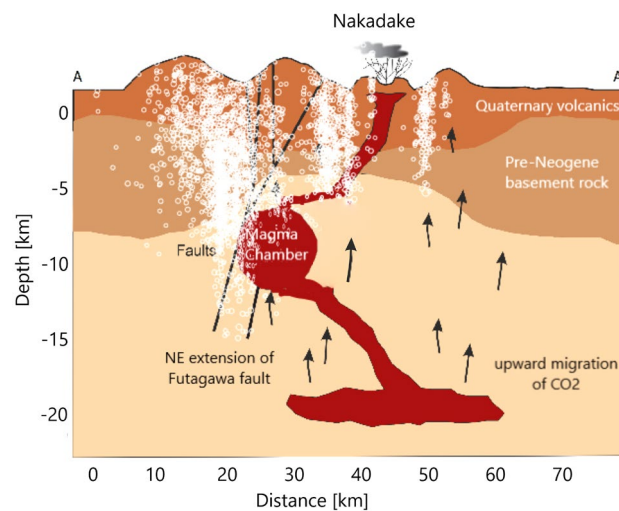 Nakadake
A
A
0
Quaternary volcanics
Pre-Neogene
basement rock
-5
Faults
Magma
Chamber
-10
-15
NE extension of
Futagawa fault
upward migration
of CO2
-20
Depth [km]
0 10 20 30 40 50 60 70
Distance [km]